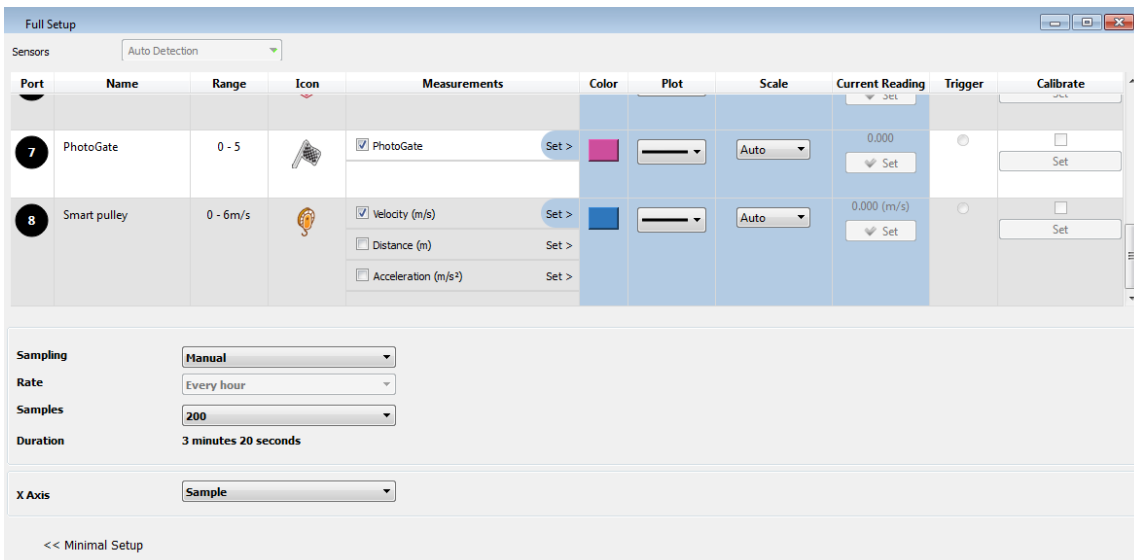 Full Setup
Sensors Auto Detection
Port Name Range Icon Measurements Color Plot Scale Current Reading Trigger Calibrate
Set Set
7 PhotoGate 0 - 5 PhotoGate Set > Auto 0.000
Set Set
8 Smart pulley 0 - 6m/s Velocity (m/s) Set > Auto 0.000 (m/s)
Set Set
Distance (m) Set >
Acceleration (m/s²) Set >
Sampling Manual
Rate Every hour
Samples 200
Duration 3 minutes 20 seconds
X Axis Sample
<< Minimal Setup